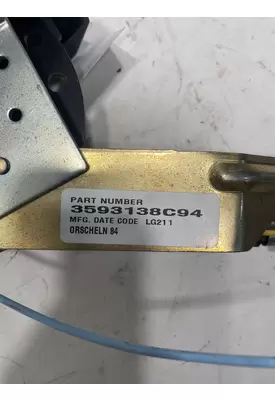 PART NUMBER
3593138C94
MFG. DATE CODE LG211
ORSCHELN 84